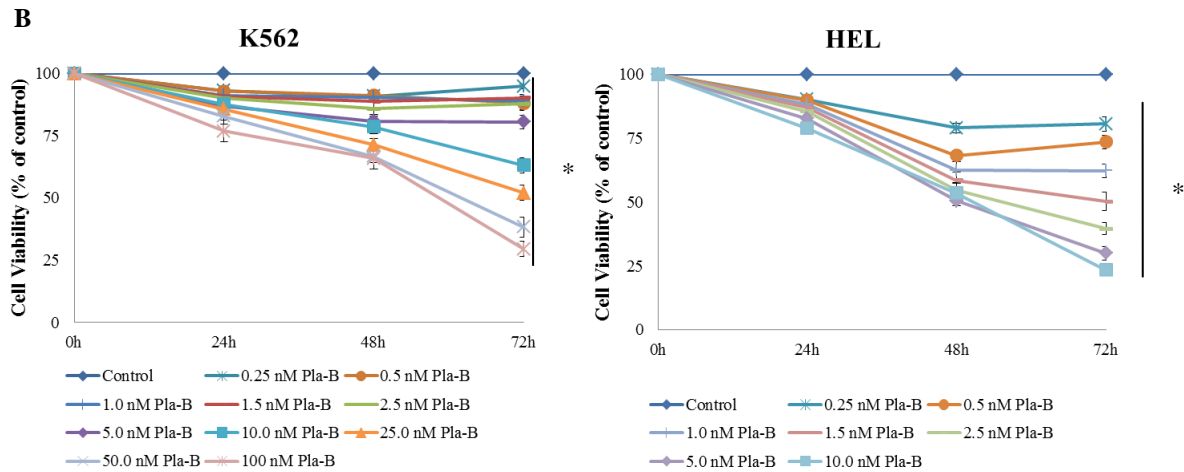 B
K562
Cell Viability (% of control)
100
75
50
25
0
0h 24h 48h 72h
*
Control 0.25 nM Pla-B 0.5 nM Pla-B
1.0 nM Pla-B 1.5 nM Pla-B 2.5 nM Pla-B
5.0 nM Pla-B 10.0 nM Pla-B 25.0 nM Pla-B
50.0 nM Pla-B 100 nM Pla-B
HEL
Cell Viability (% of control)
100
75
50
25
0
0h 24h 48h 72h
*
Control 0.25 nM Pla-B 0.5 nM Pla-B
1.0 nM Pla-B 1.5 nM Pla-B 2.5 nM Pla-B
5.0 nM Pla-B 10.0 nM Pla-B